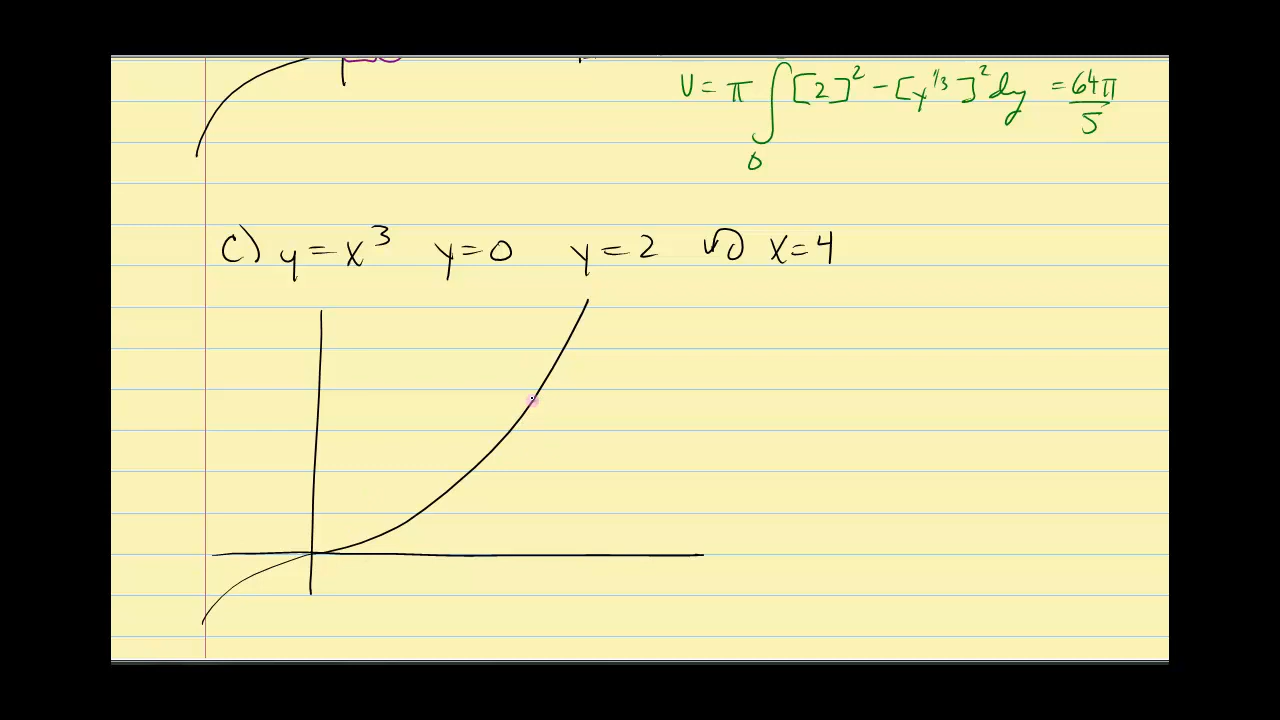 V = π ∫₀ [2]² - [y^{1/3}]² dy = 64π/5
C) y = x³ y = 0 y = 2 x = 4